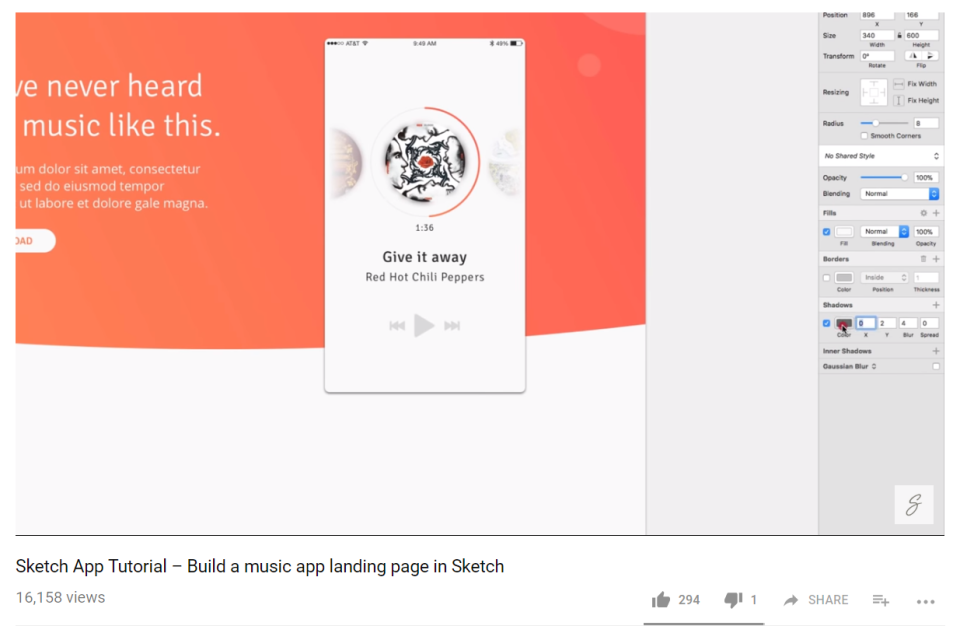 ve never heard
music like this.
um dolor sit amet, consectetur
sed do eiusmod tempor
ut labore et dolore gale magna.
OAD
AT&T 9:49 AM 49%
1:36
Give it away
Red Hot Chili Peppers
Position 896 166
X Y
Size 340 600
Width Height
Transform 0°
Rotate Flip
Resizing Fix Width
Fix Height
Radius 8
Smooth Corners
No Shared Style
Opacity 100%
Blending Normal
Fills
Normal 100%
Fill Blending Opacity
Borders
Inside 1
Color Position Thickness
Shadows
0 2 4 0
Color X Y Blur Spread
Inner Shadows
Gaussian Blur
S
Sketch App Tutorial – Build a music app landing page in Sketch
16,158 views
294 1 SHARE